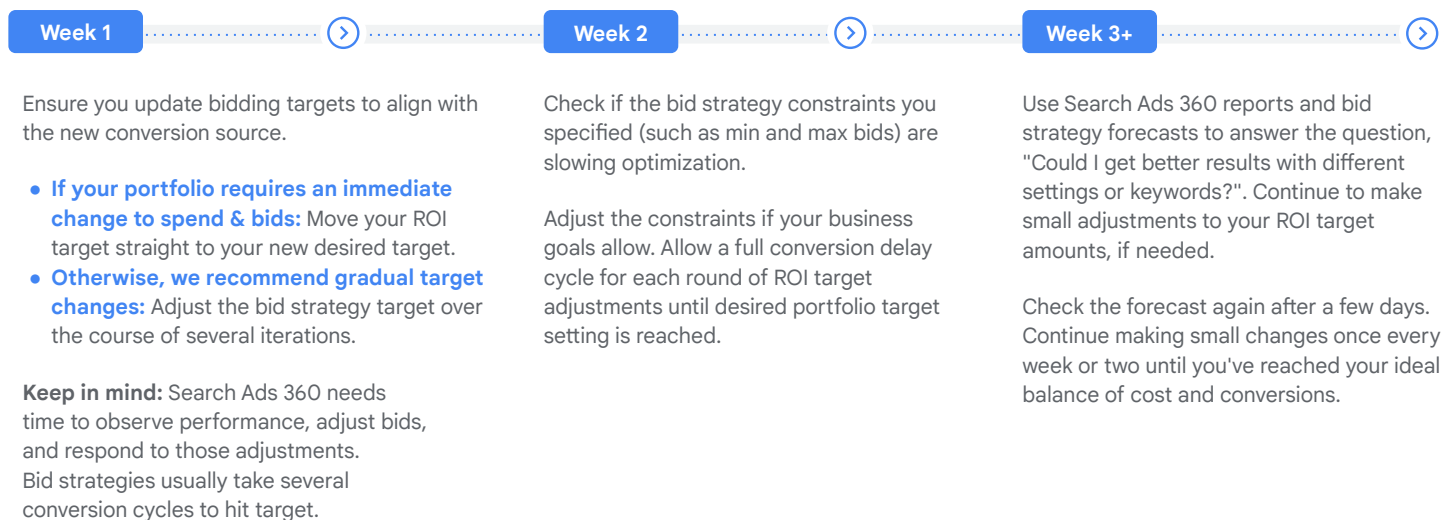 Week 1
Ensure you update bidding targets to align with
the new conversion source.
● If your portfolio requires an immediate
change to spend & bids: Move your ROI
target straight to your new desired target.
● Otherwise, we recommend gradual target
changes: Adjust the bid strategy target over
the course of several iterations.
Keep in mind: Search Ads 360 needs
time to observe performance, adjust bids,
and respond to those adjustments.
Bid strategies usually take several
conversion cycles to hit target.
Week 2
Check if the bid strategy constraints you
specified (such as min and max bids) are
slowing optimization.
Adjust the constraints if your business
goals allow. Allow a full conversion delay
cycle for each round of ROI target
adjustments until desired portfolio target
setting is reached.
Week 3+
Use Search Ads 360 reports and bid
strategy forecasts to answer the question,
"Could I get better results with different
settings or keywords?". Continue to make
small adjustments to your ROI target
amounts, if needed.
Check the forecast again after a few days.
Continue making small changes once every
week or two until you've reached your ideal
balance of cost and conversions.